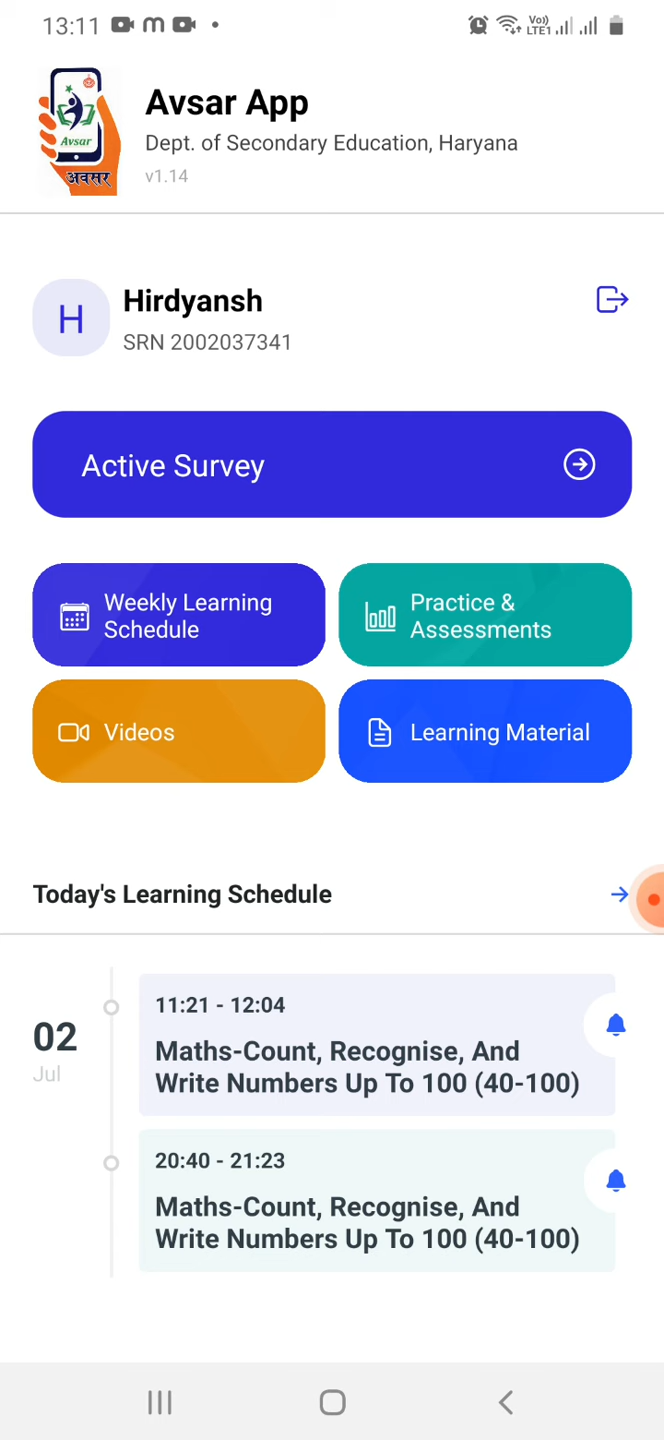 13:11
Vo))
LTE1
Avsar
अवसर
Avsar App
Dept. of Secondary Education, Haryana
v1.14
H
Hirdyansh
SRN 2002037341
Active Survey
Weekly Learning
Schedule
Practice &
Assessments
Videos
Learning Material
Today's Learning Schedule
02
Jul
11:21 - 12:04
Maths-Count, Recognise, And
Write Numbers Up To 100 (40-100)
20:40 - 21:23
Maths-Count, Recognise, And
Write Numbers Up To 100 (40-100)